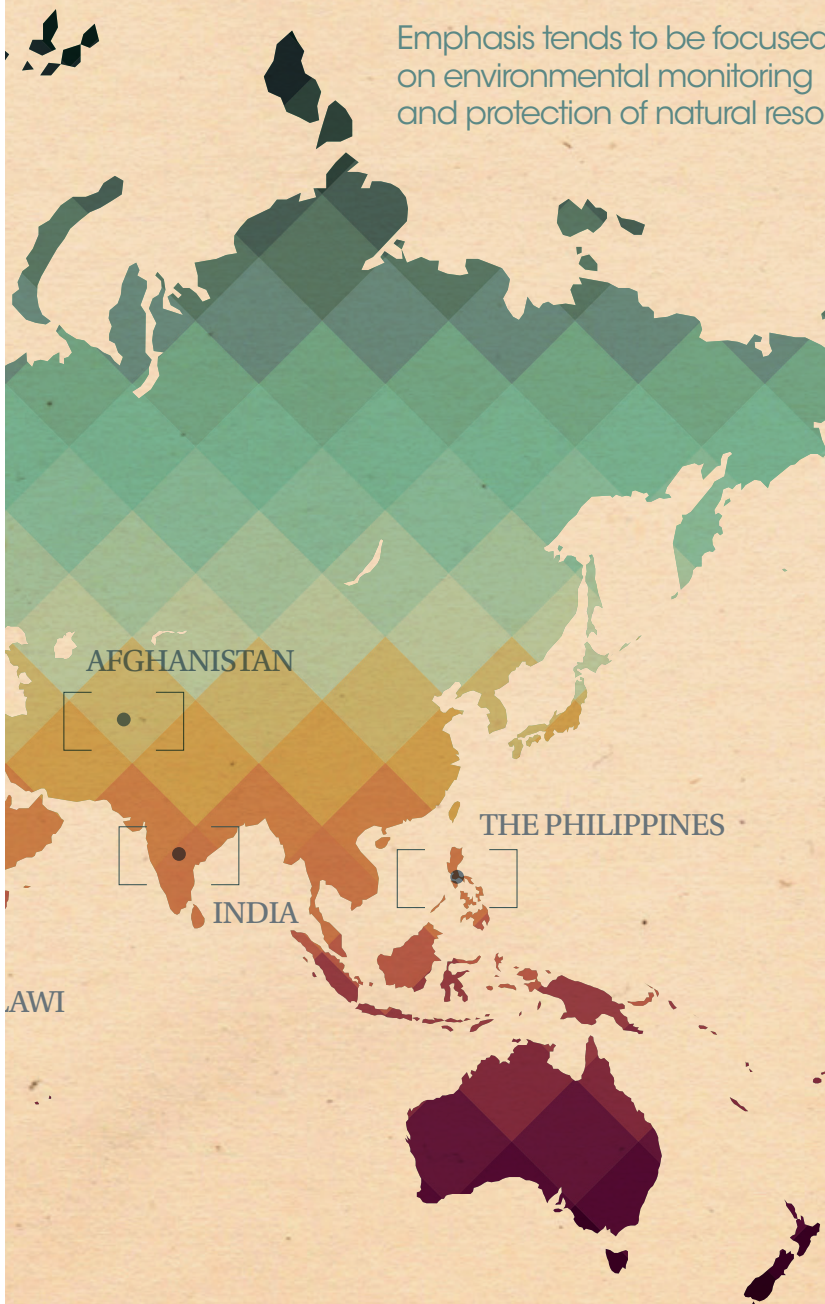 Emphasis tends to be focused
on environmental monitoring
and protection of natural reso
AFGHANISTAN
THE PHILIPPINES
INDIA
LAWI